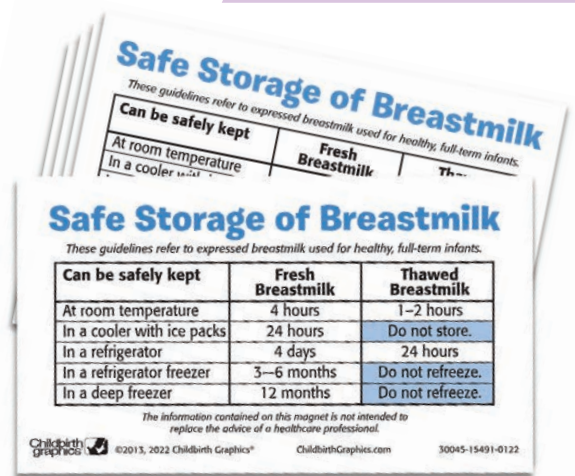 Safe Storage of Breastmilk
These guidelines refer to expressed breastmilk used for healthy, full-term infants.
Can be safely kept Fresh Breastmilk
At room temperature
In a cooler
Safe Storage of Breastmilk
These guidelines refer to expressed breastmilk used for healthy, full-term infants.
Can be safely kept Fresh Breastmilk Thawed Breastmilk
At room temperature 4 hours 1–2 hours
In a cooler with ice packs 24 hours Do not store.
In a refrigerator 4 days 24 hours
In a refrigerator freezer 3–6 months Do not refreeze.
In a deep freezer 12 months Do not refreeze.
The information contained on this magnet is not intended to
replace the advice of a healthcare professional.
Childbirth graphics ©2013, 2022 Childbirth Graphics® ChildbirthGraphics.com 30045-15491-0122